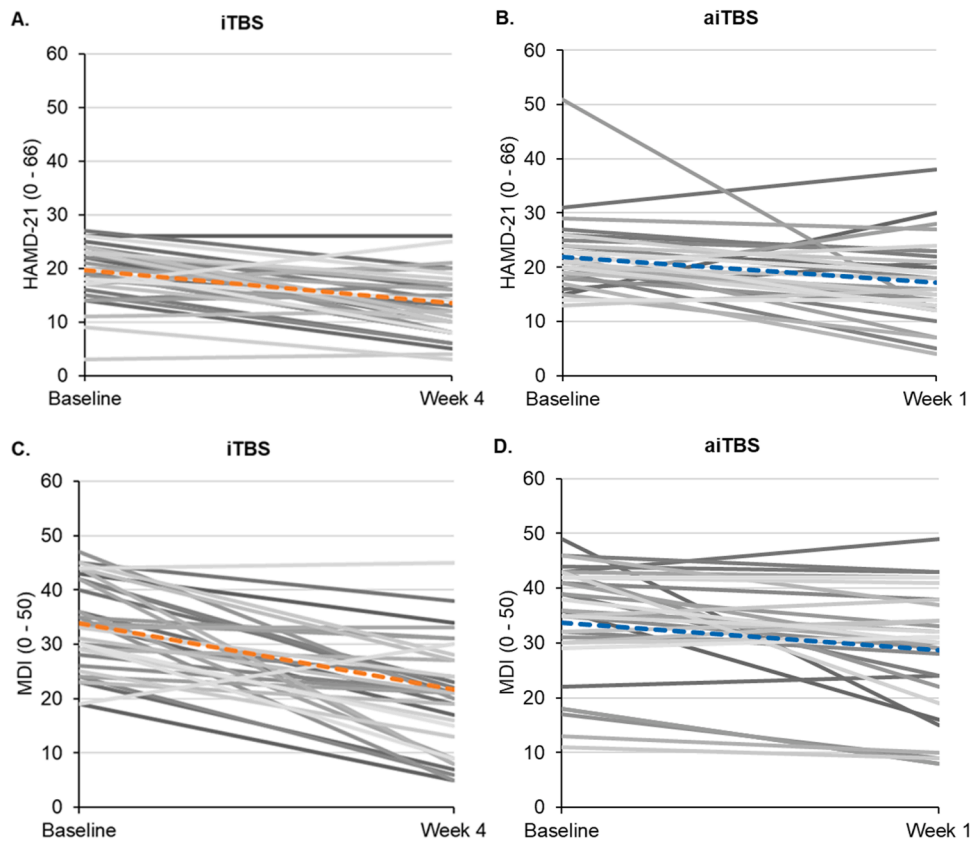 A.
iTBS
HAMD-21 (0 - 66)
60
50
40
30
20
10
0
Baseline
Week 4
B.
aiTBS
HAMD-21 (0 - 66)
60
50
40
30
20
10
0
Baseline
Week 1
C.
iTBS
MDI (0 - 50)
60
50
40
30
20
10
0
Baseline
Week 4
D.
aiTBS
MDI (0 - 50)
60
50
40
30
20
10
0
Baseline
Week 1